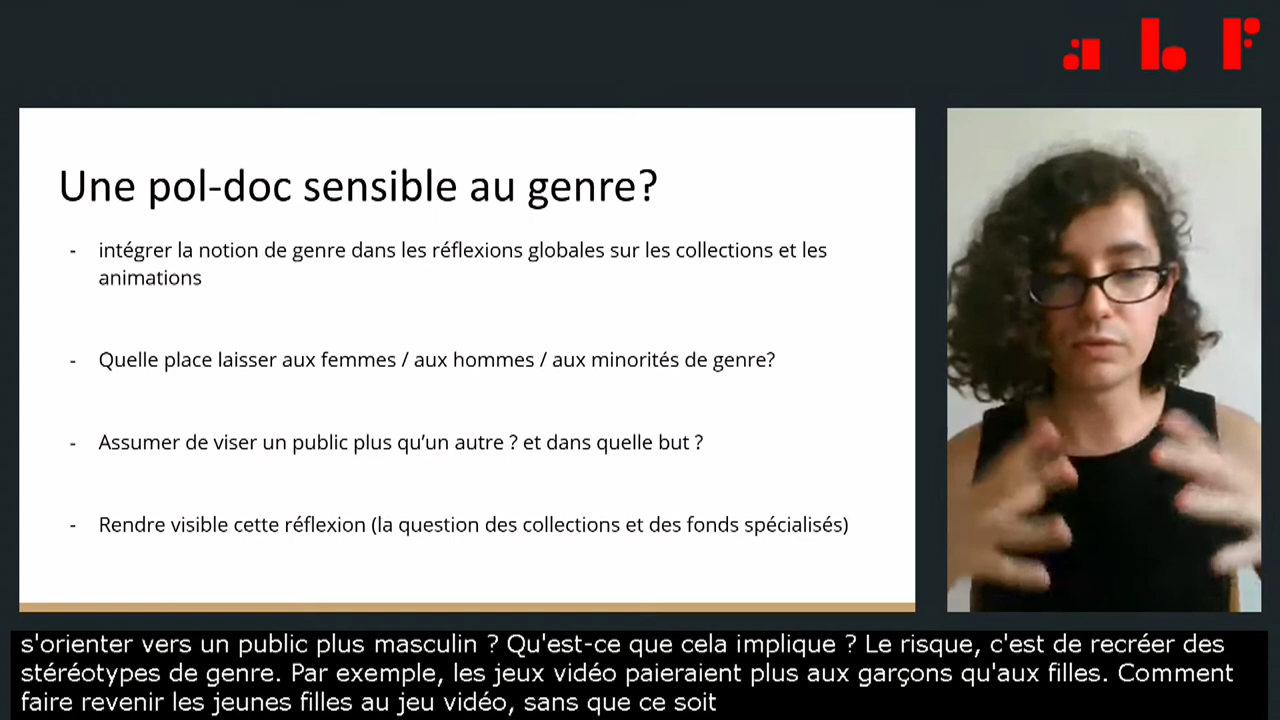 a b F
Une pol-doc sensible au genre?
- intégrer la notion de genre dans les réflexions globales sur les collections et les
animations
- Quelle place laisser aux femmes / aux hommes / aux minorités de genre?
- Assumer de viser un public plus qu’un autre ? et dans quelle but ?
- Rendre visible cette réflexion (la question des collections et des fonds spécialisés)
s'orienter vers un public plus masculin ? Qu'est-ce que cela implique ? Le risque, c'est de recréer des
stéréotypes de genre. Par exemple, les jeux vidéo paieraient plus aux garçons qu'aux filles. Comment
faire revenir les jeunes filles au jeu vidéo, sans que ce soit